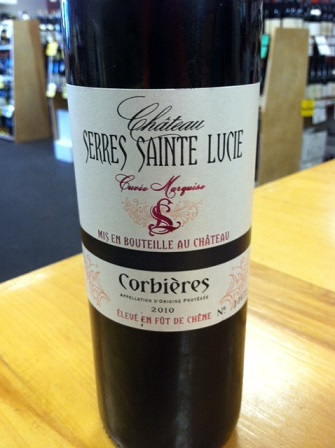 Château
SERRES SAINTE LUCIE
Cuvée Marquise
MIS EN BOUTEILLE AU CHÂTEAU
Corbières
APPELLATION D'ORIGINE PROTÉGÉE
2010
ÉLEVÉ EN FÛT DE CHÊNE
Nº